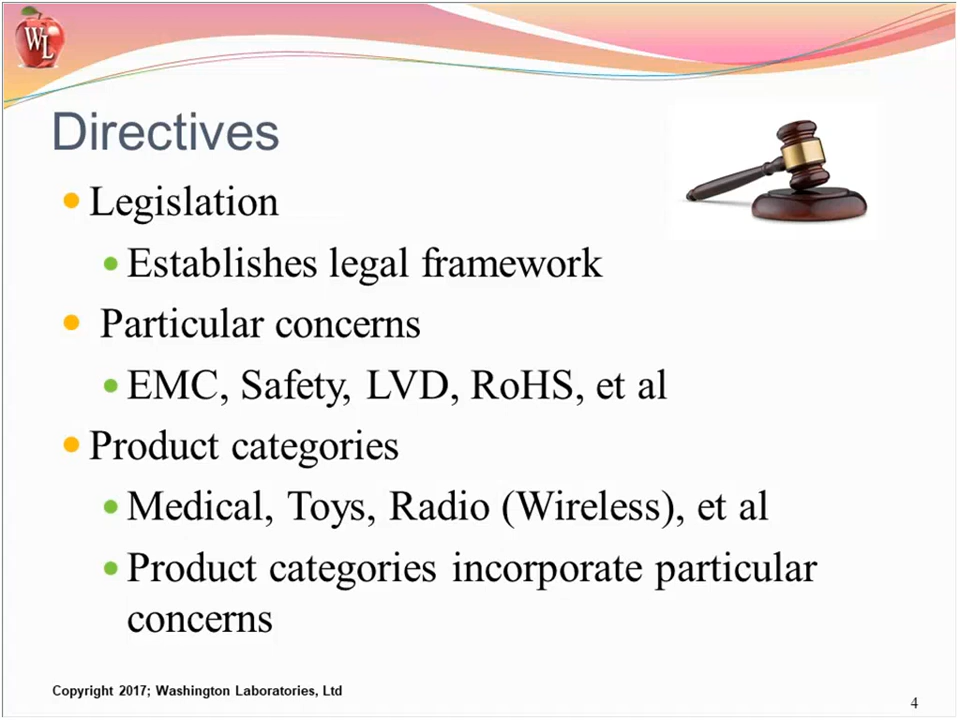 WL
Directives
Legislation
Establishes legal framework
Particular concerns
EMC, Safety, LVD, RoHS, et al
Product categories
Medical, Toys, Radio (Wireless), et al
Product categories incorporate particular
concerns
Copyright 2017; Washington Laboratories, Ltd
4